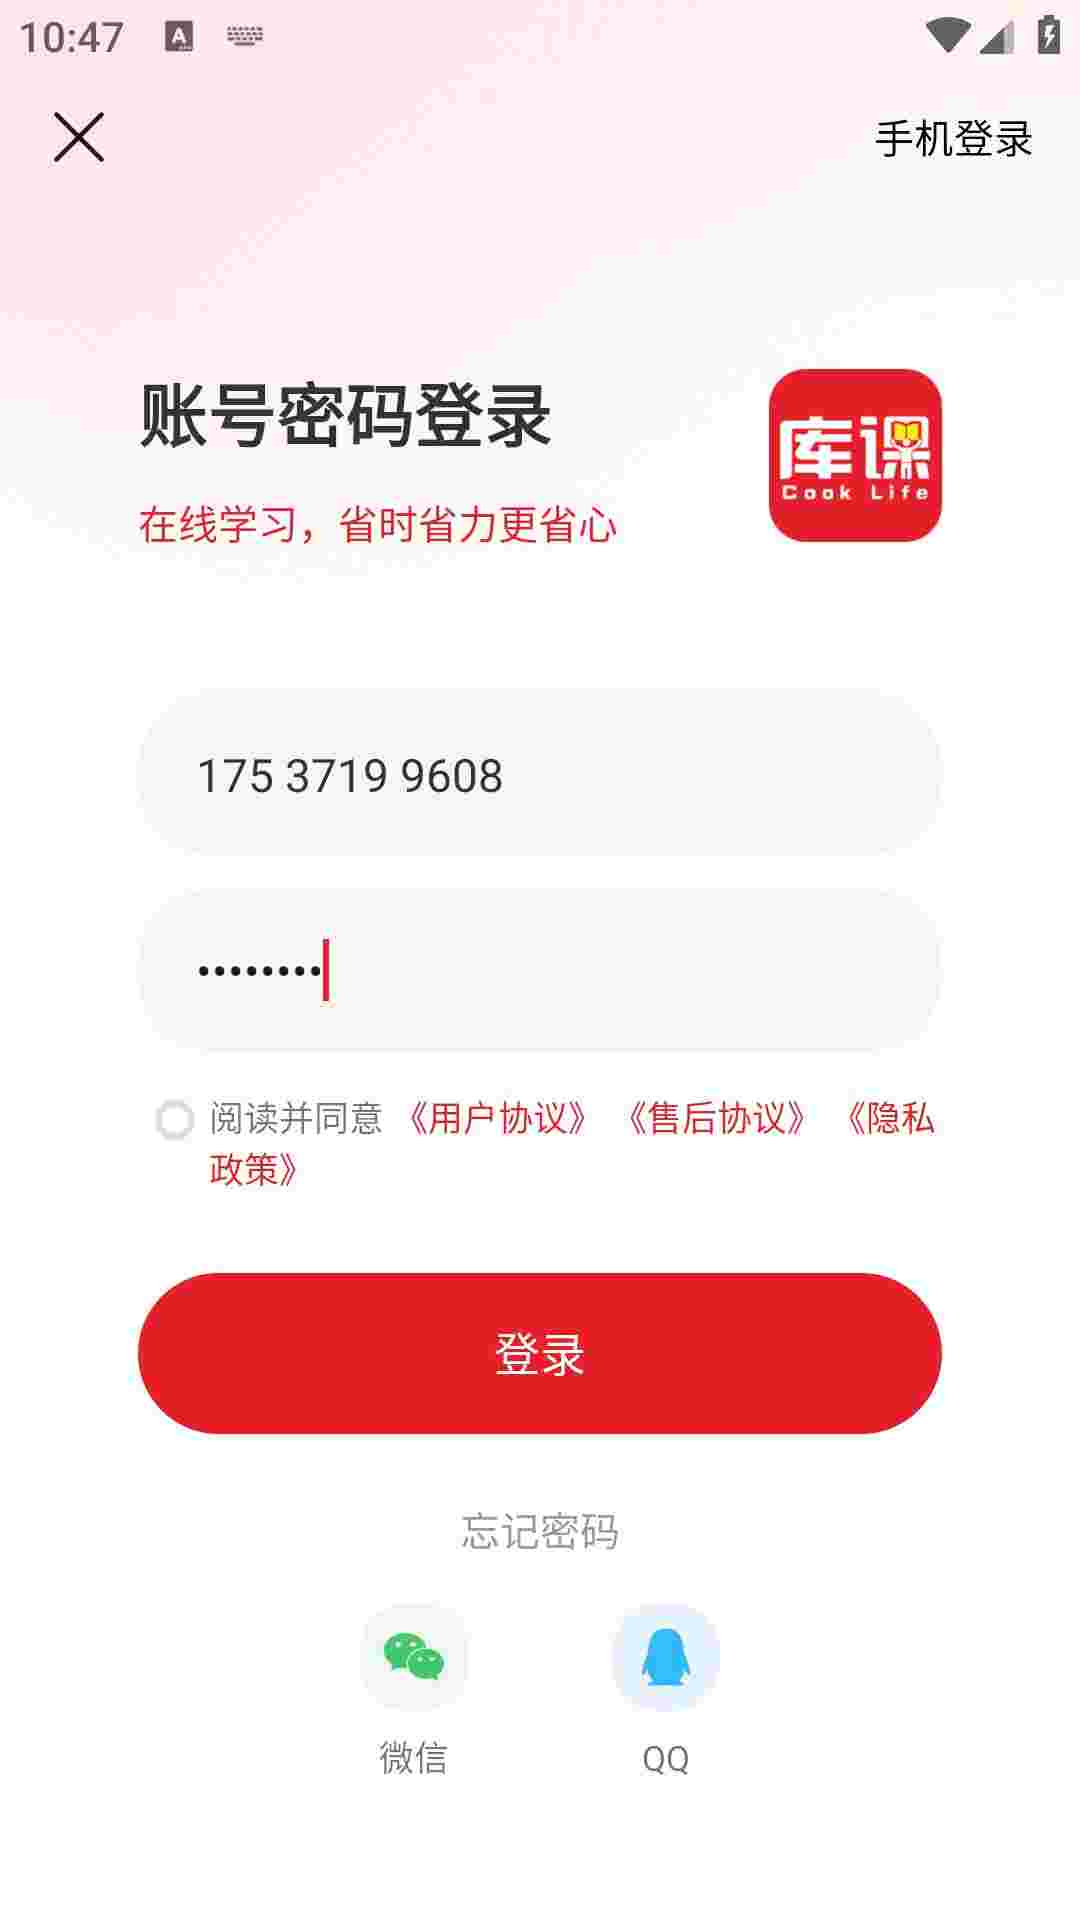 10:47
手机登录
账号密码登录
库课
Cook Life
在线学习，省时省力更省心
175 3719 9608
••••••••
阅读并同意 《用户协议》 《售后协议》 《隐私
政策》
登录
忘记密码
微信
QQ